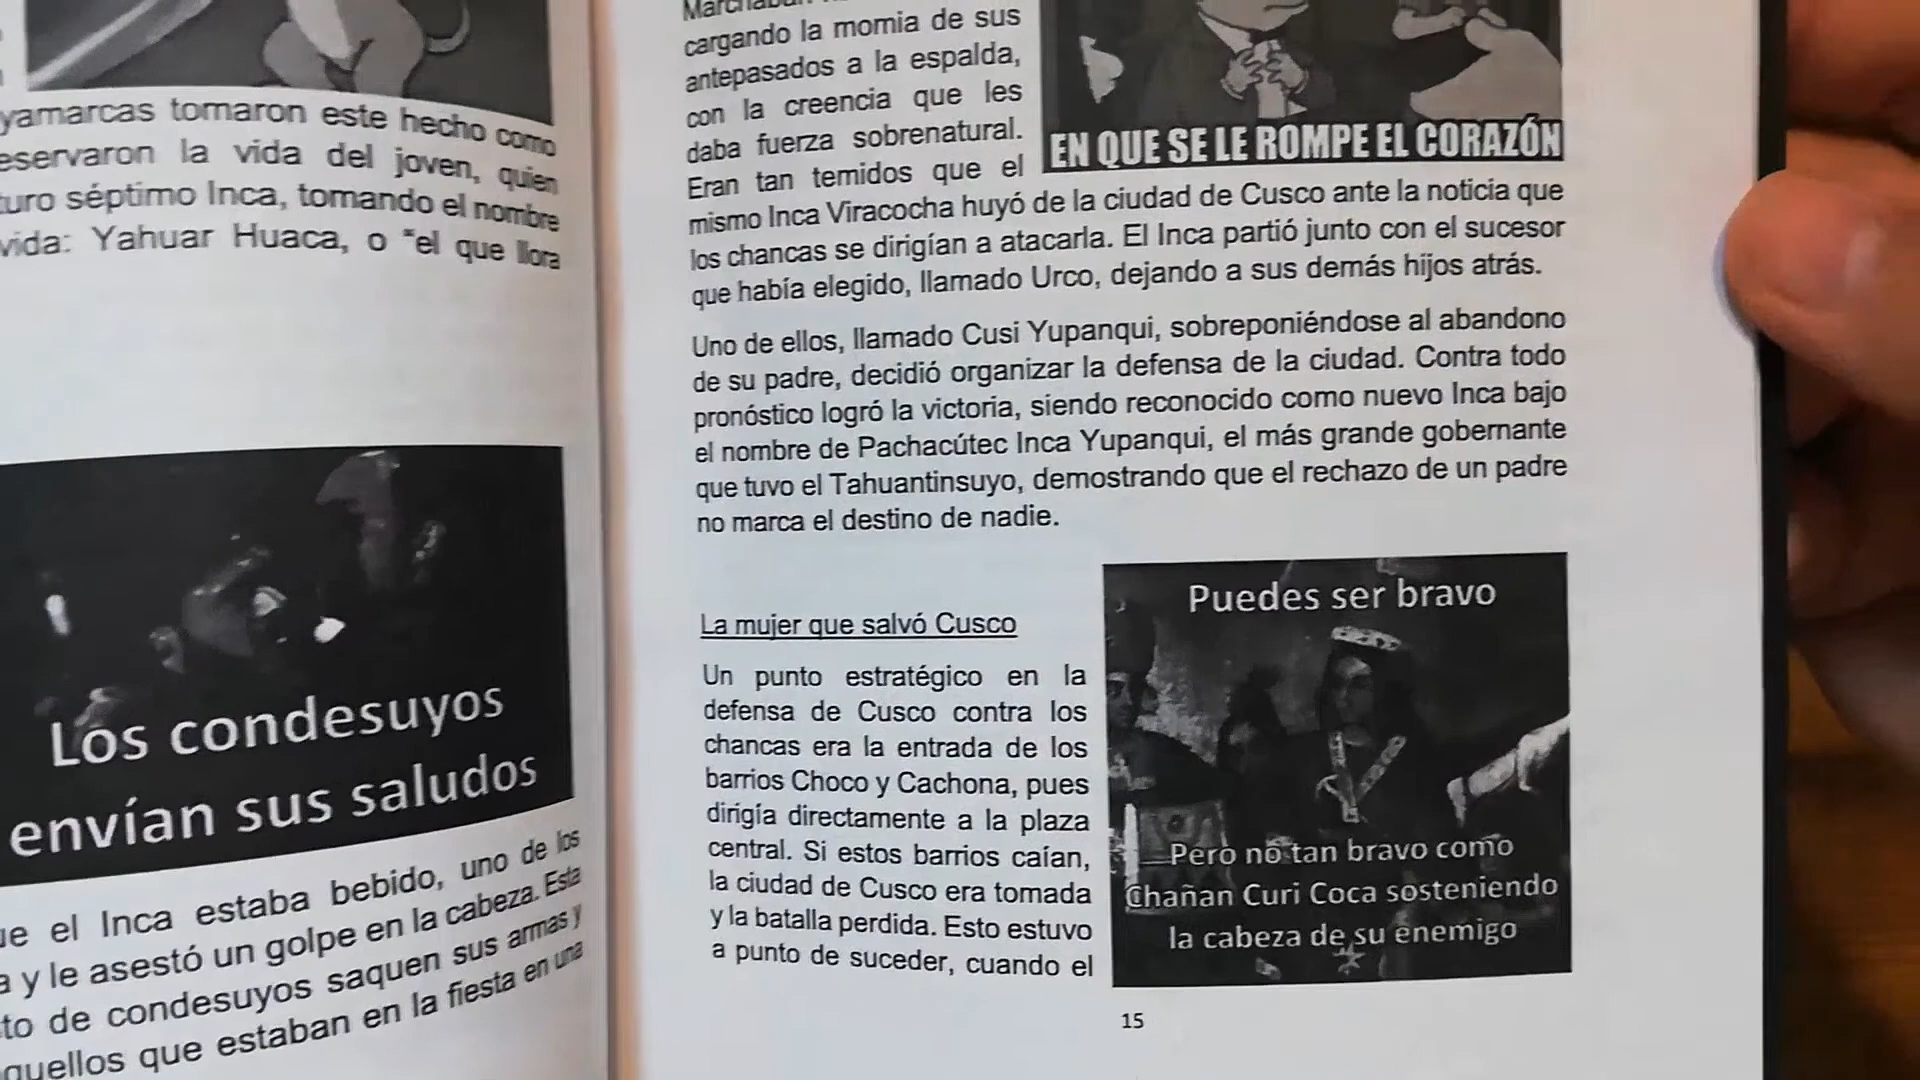 yamarcas tomaron este hecho como
eservaron la vida del joven, quien
turo séptimo Inca, tomando el nombre
vida: Yahuar Huaca, o “el que llora
Los condesuyos
envían sus saludos
ue el Inca estaba bebido, uno de los
a y le asestó un golpe en la cabeza. Esta
to de condesuyos saquen sus armas y
quellos que estaban en la fiesta en una
cargando la momia de sus
antepasados a la espalda,
con la creencia que les
daba fuerza sobrenatural.
Eran tan temidos que el
EN QUE SE LE ROMPE EL CORAZÓN
mismo Inca Viracocha huyó de la ciudad de Cusco ante la noticia que
los chancas se dirigían a atacarla. El Inca partió junto con el sucesor
que había elegido, llamado Urco, dejando a sus demás hijos atrás.
Uno de ellos, llamado Cusi Yupanqui, sobreponiéndose al abandono
de su padre, decidió organizar la defensa de la ciudad. Contra todo
pronóstico logró la victoria, siendo reconocido como nuevo Inca bajo
el nombre de Pachacútec Inca Yupanqui, el más grande gobernante
que tuvo el Tahuantinsuyo, demostrando que el rechazo de un padre
no marca el destino de nadie.
La mujer que salvó Cusco
Un punto estratégico en la
defensa de Cusco contra los
chancas era la entrada de los
barrios Choco y Cachona, pues
dirigía directamente a la plaza
central. Si estos barrios caían,
la ciudad de Cusco era tomada
y la batalla perdida. Esto estuvo
a punto de suceder, cuando el
Puedes ser bravo
Pero no tan bravo como
Chañan Curi Coca sosteniendo
la cabeza de su enemigo
15